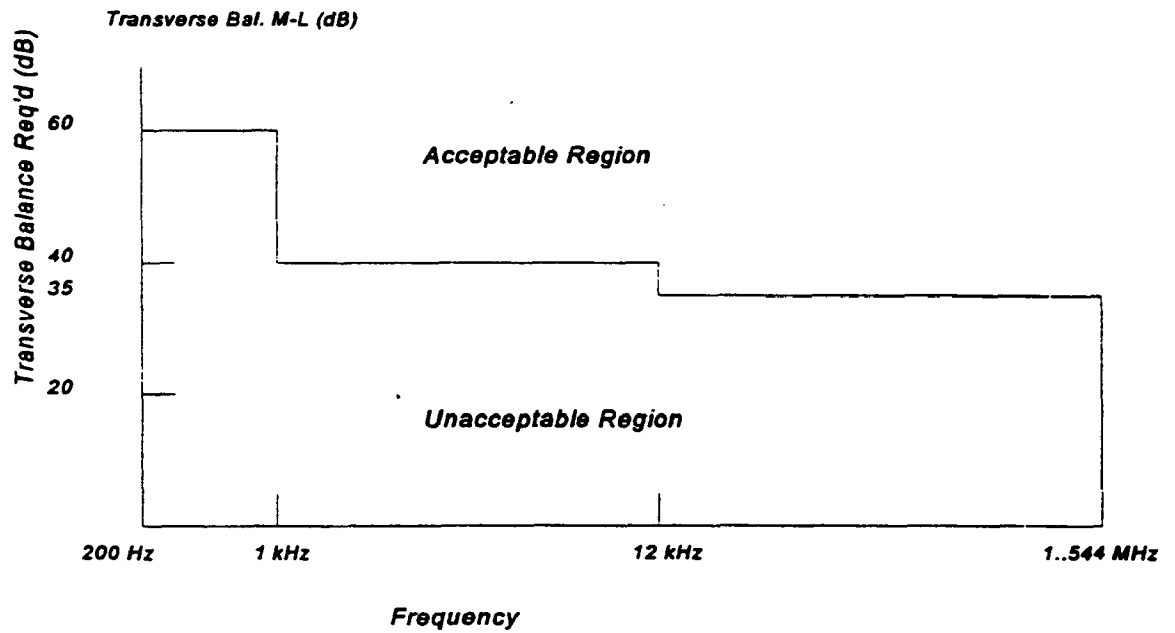 Transverse Bal. M-L (dB)
Transverse Balance Req'd (dB)
60
Acceptable Region
40
35
20
Unacceptable Region
200 Hz
1 kHz
12 kHz
1..544 MHz
Frequency